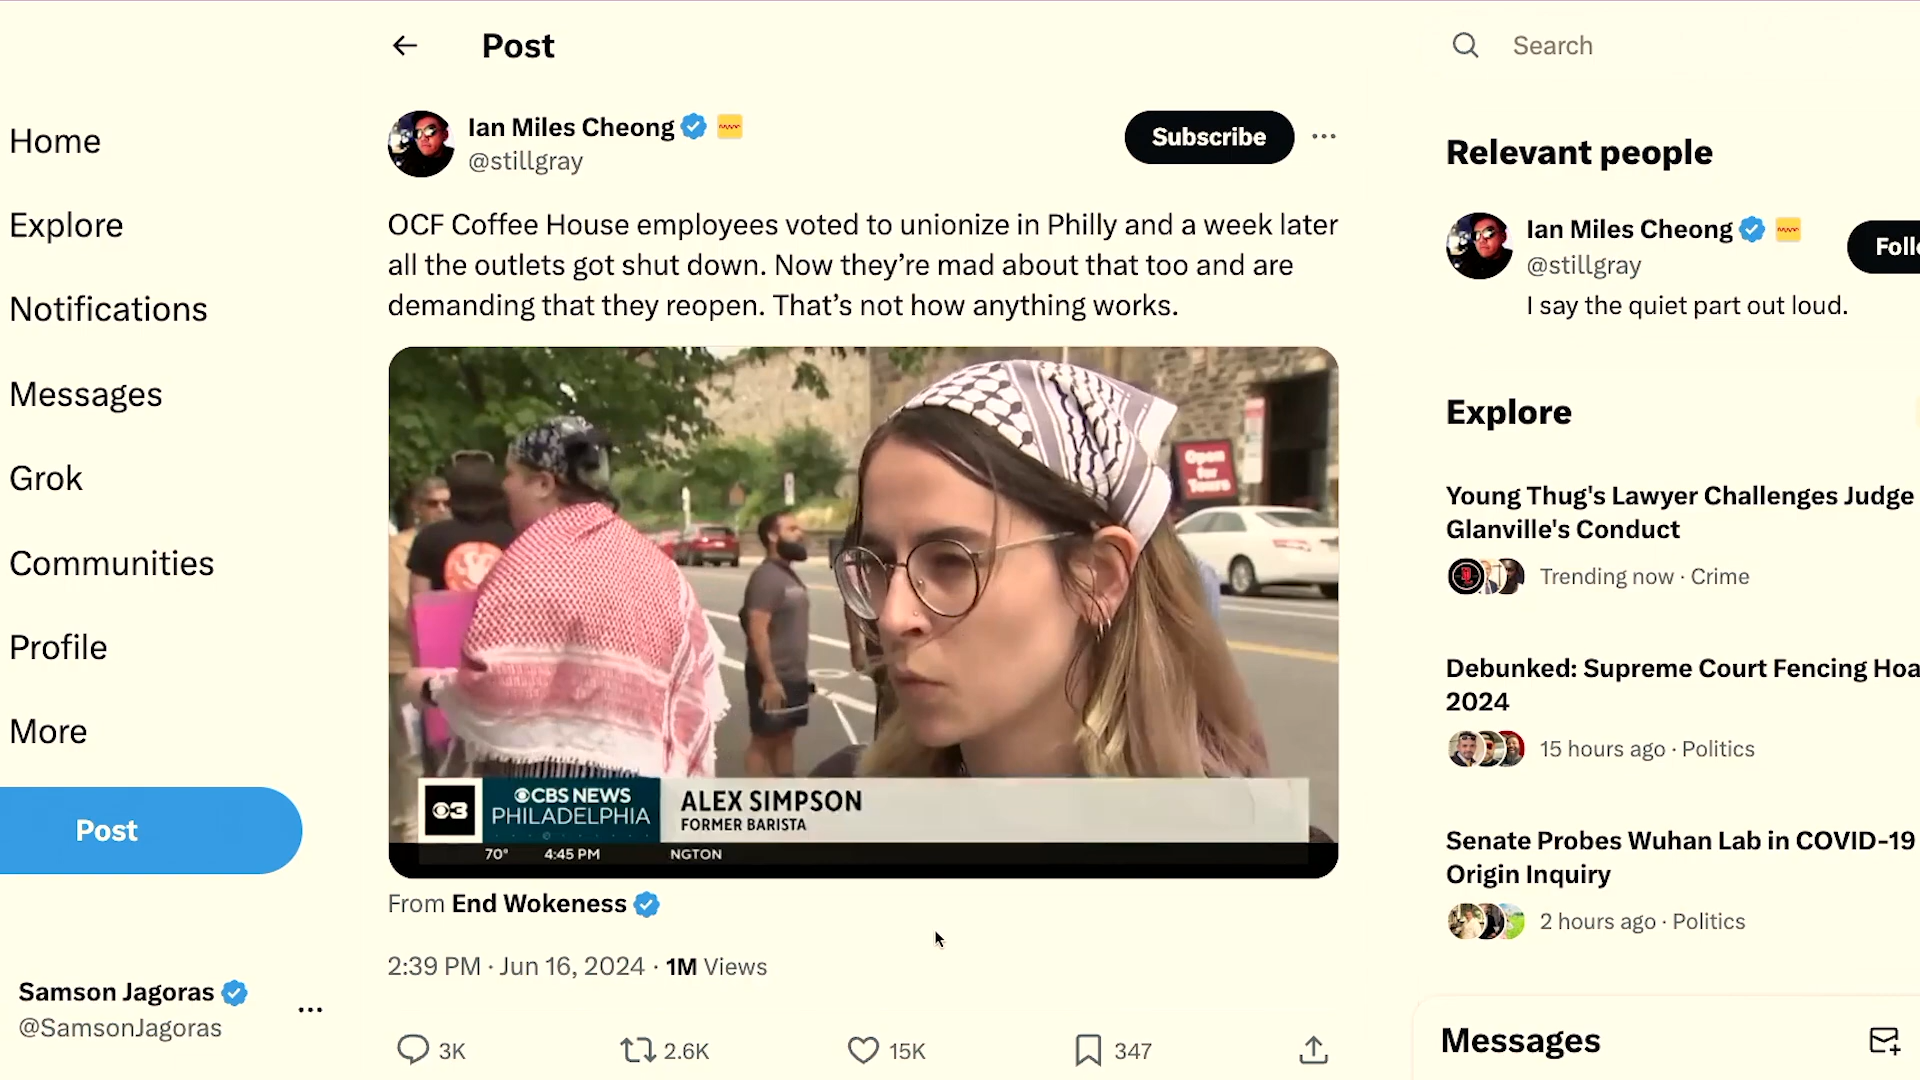 Post
Search
Home
Explore
Notifications
Messages
Grok
Communities
Profile
More
Post
Samson Jagoras
@SamsonJagoras
Ian Miles Cheong
@stillgray
Subscribe
OCF Coffee House employees voted to unionize in Philly and a week later
all the outlets got shut down. Now they’re mad about that too and are
demanding that they reopen. That’s not how anything works.
Open
for
Tours
3
CBS NEWS
PHILADELPHIA
ALEX SIMPSON
FORMER BARISTA
70° 4:45 PM NGTON
From End Wokeness
2:39 PM · Jun 16, 2024 · 1M Views
3K 2.6K 15K 347
Relevant people
Ian Miles Cheong
@stillgray
Foll
I say the quiet part out loud.
Explore
Young Thug's Lawyer Challenges Judge
Glanville's Conduct
Trending now · Crime
Debunked: Supreme Court Fencing Hoa
2024
15 hours ago · Politics
Senate Probes Wuhan Lab in COVID-19
Origin Inquiry
2 hours ago · Politics
Messages